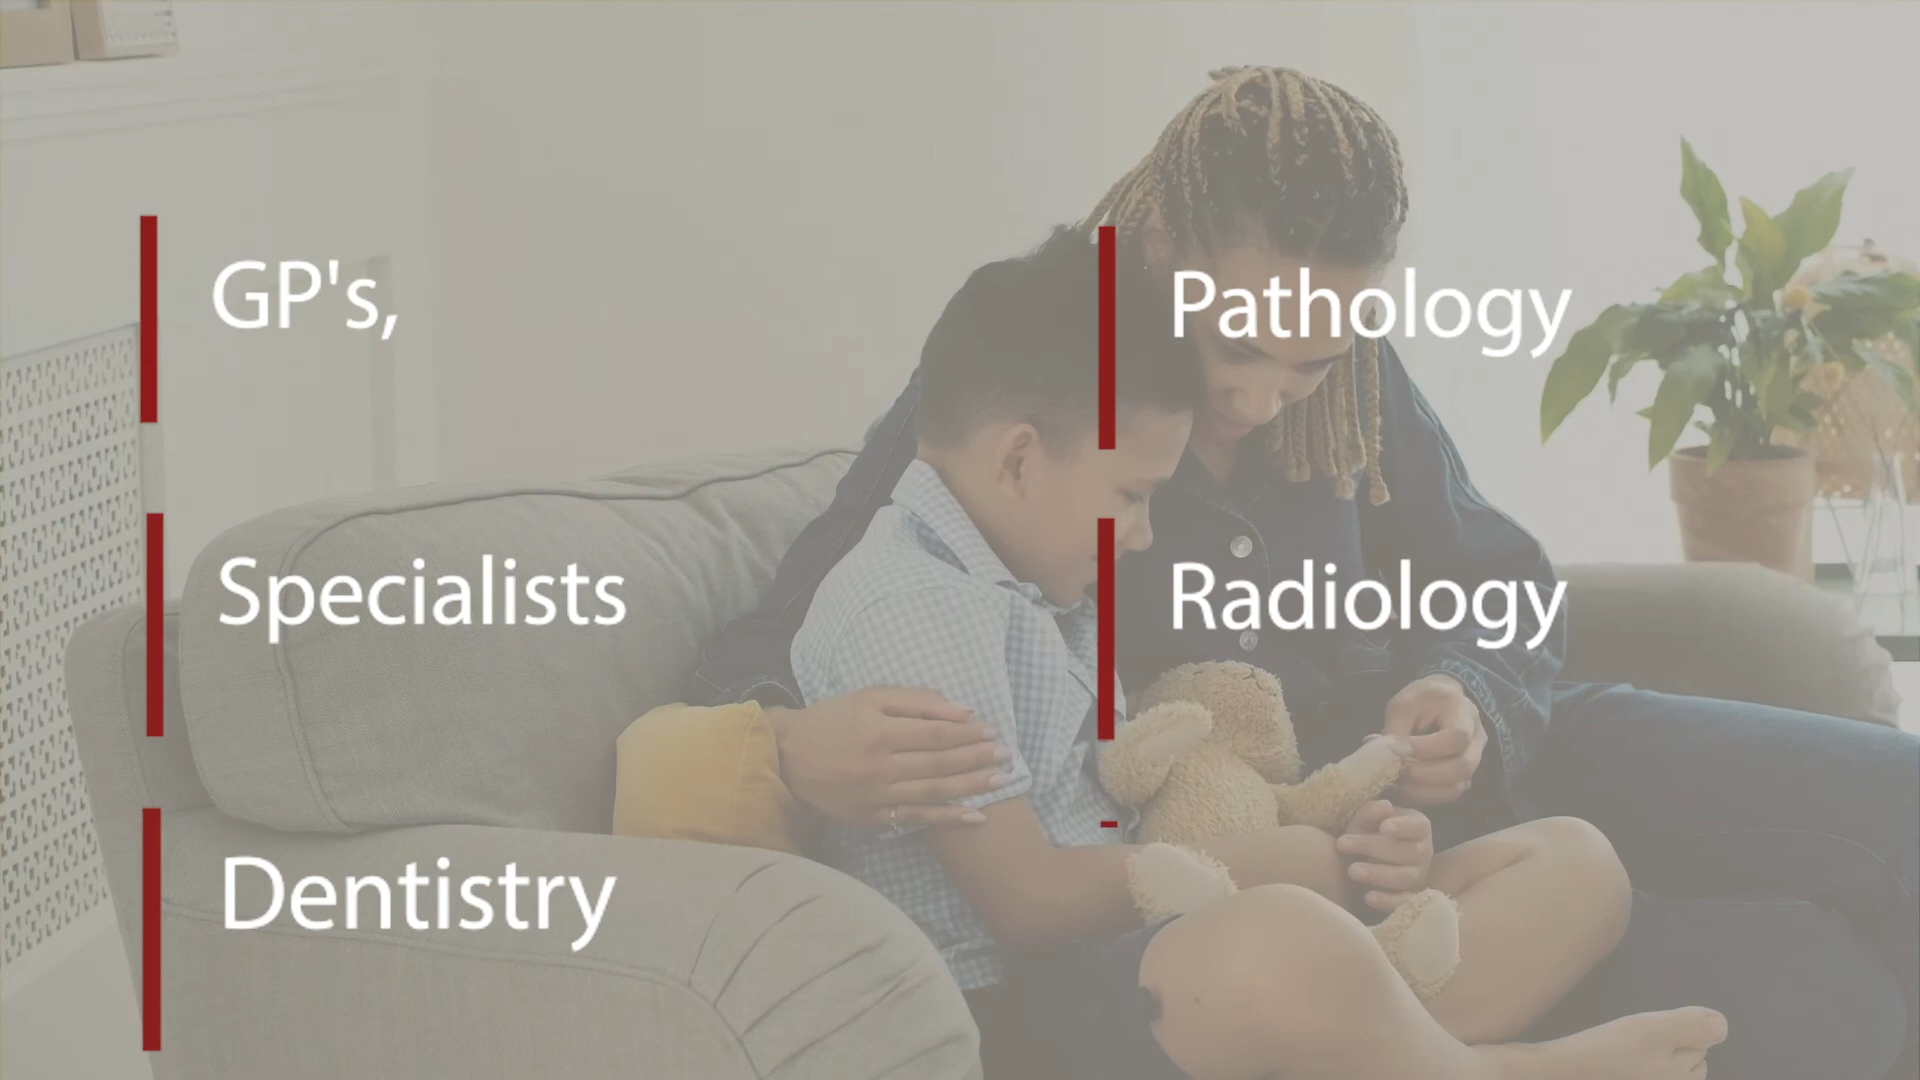 GP's,
Specialists
Dentistry
Pathology
Radiology